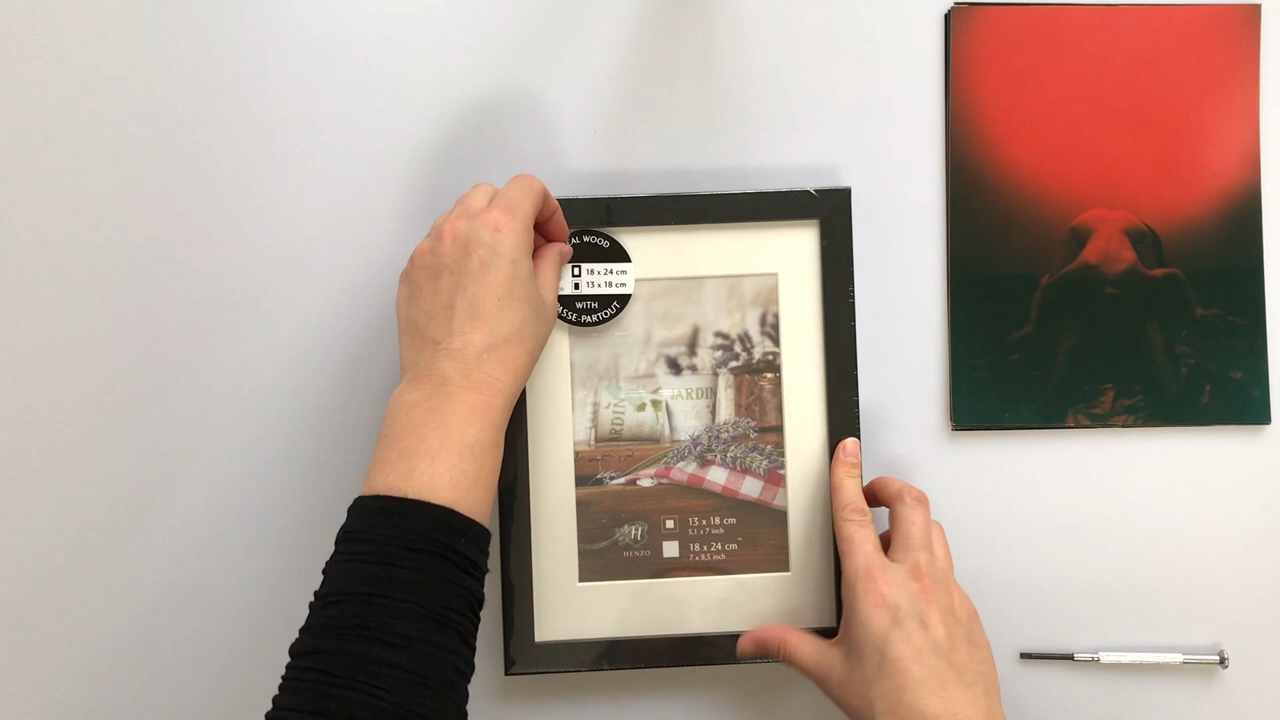 EAL WOOD
18 x 24 cm
13 x 18 cm
WITH
ASSE-PARTOUT
JARDIN
ARDIN
13 x 18 cm
5,1 x 7 inch
H
HENZO
18 x 24 cm
7 x 9,5 inch